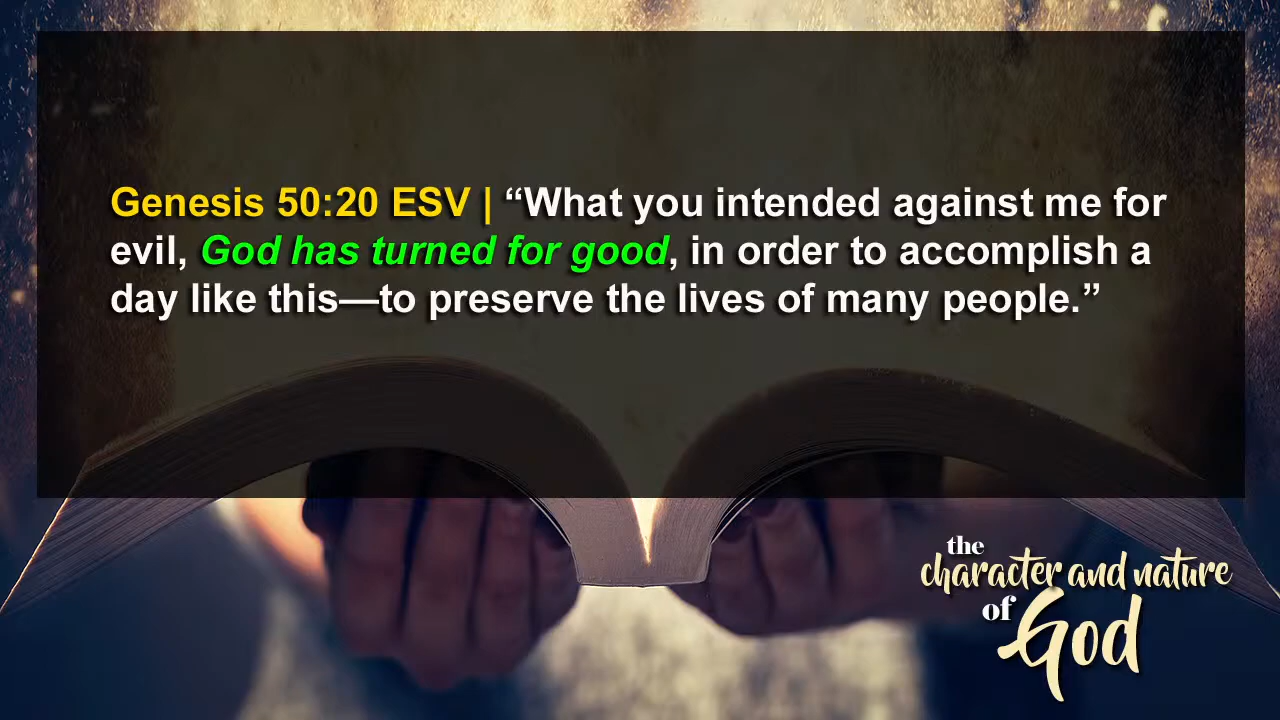 Genesis 50:20 ESV | “What you intended against me for
evil, God has turned for good, in order to accomplish a
day like this—to preserve the lives of many people.”
the
character and nature
of God